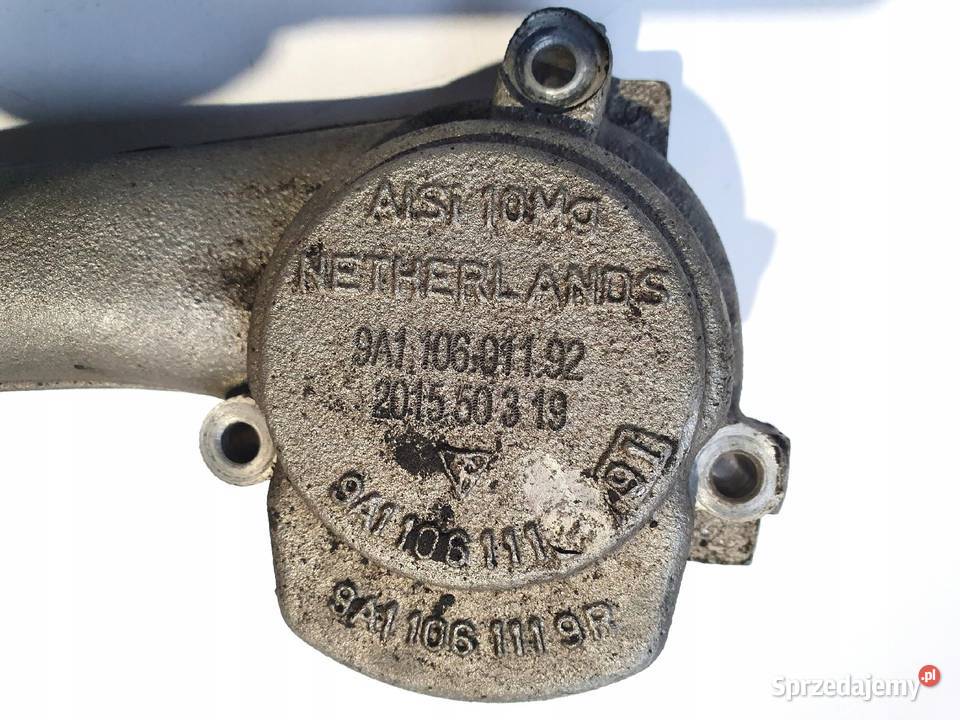 AlSi 10MG
NETHERLANDS
9A1.106.011.92
2015.50 3 19
91
9A1 106 111
9A1 106 111 9R
Sprzedajemy.pl